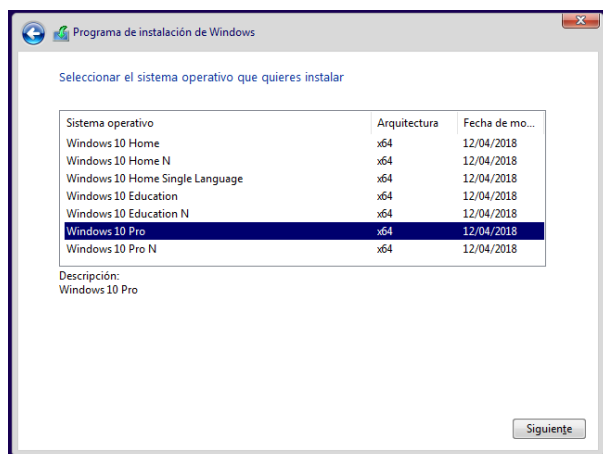 Programa de instalación de Windows
Seleccionar el sistema operativo que quieres instalar
Sistema operativo Arquitectura Fecha de mo...
Windows 10 Home x64 12/04/2018
Windows 10 Home N x64 12/04/2018
Windows 10 Home Single Language x64 12/04/2018
Windows 10 Education x64 12/04/2018
Windows 10 Education N x64 12/04/2018
Windows 10 Pro x64 12/04/2018
Windows 10 Pro N x64 12/04/2018
Descripción:
Windows 10 Pro
Siguiente